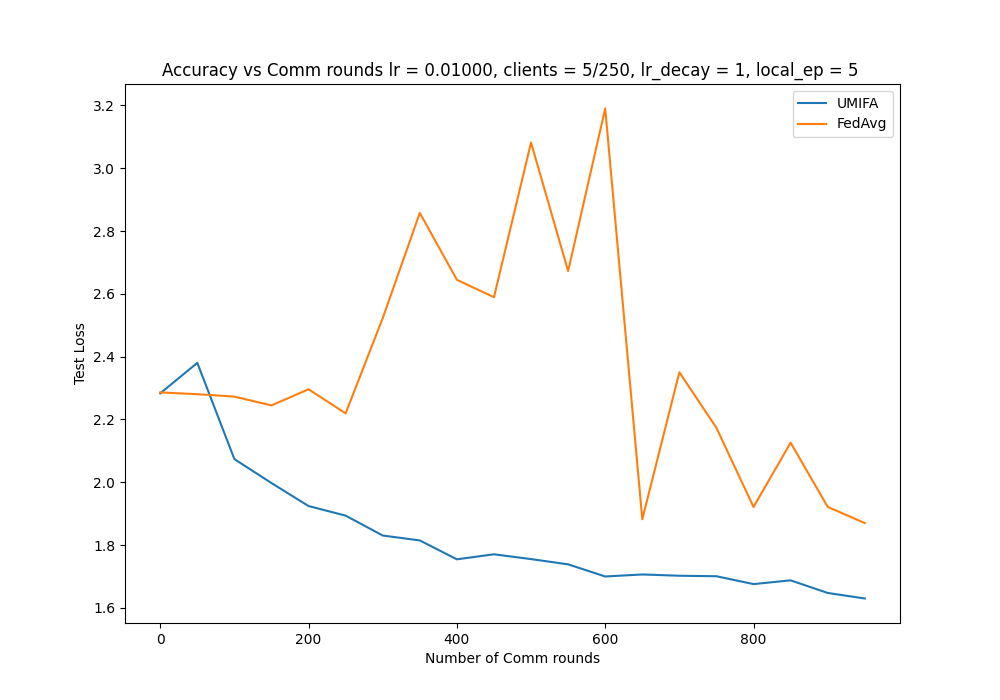 Accuracy vs Comm rounds lr = 0.01000, clients = 5/250, lr_decay = 1, local_ep = 5
UMIFA
FedAvg
3.2
3.0
2.8
2.6
2.4
2.2
2.0
1.8
1.6
Test Loss
0 200 400 600 800
Number of Comm rounds